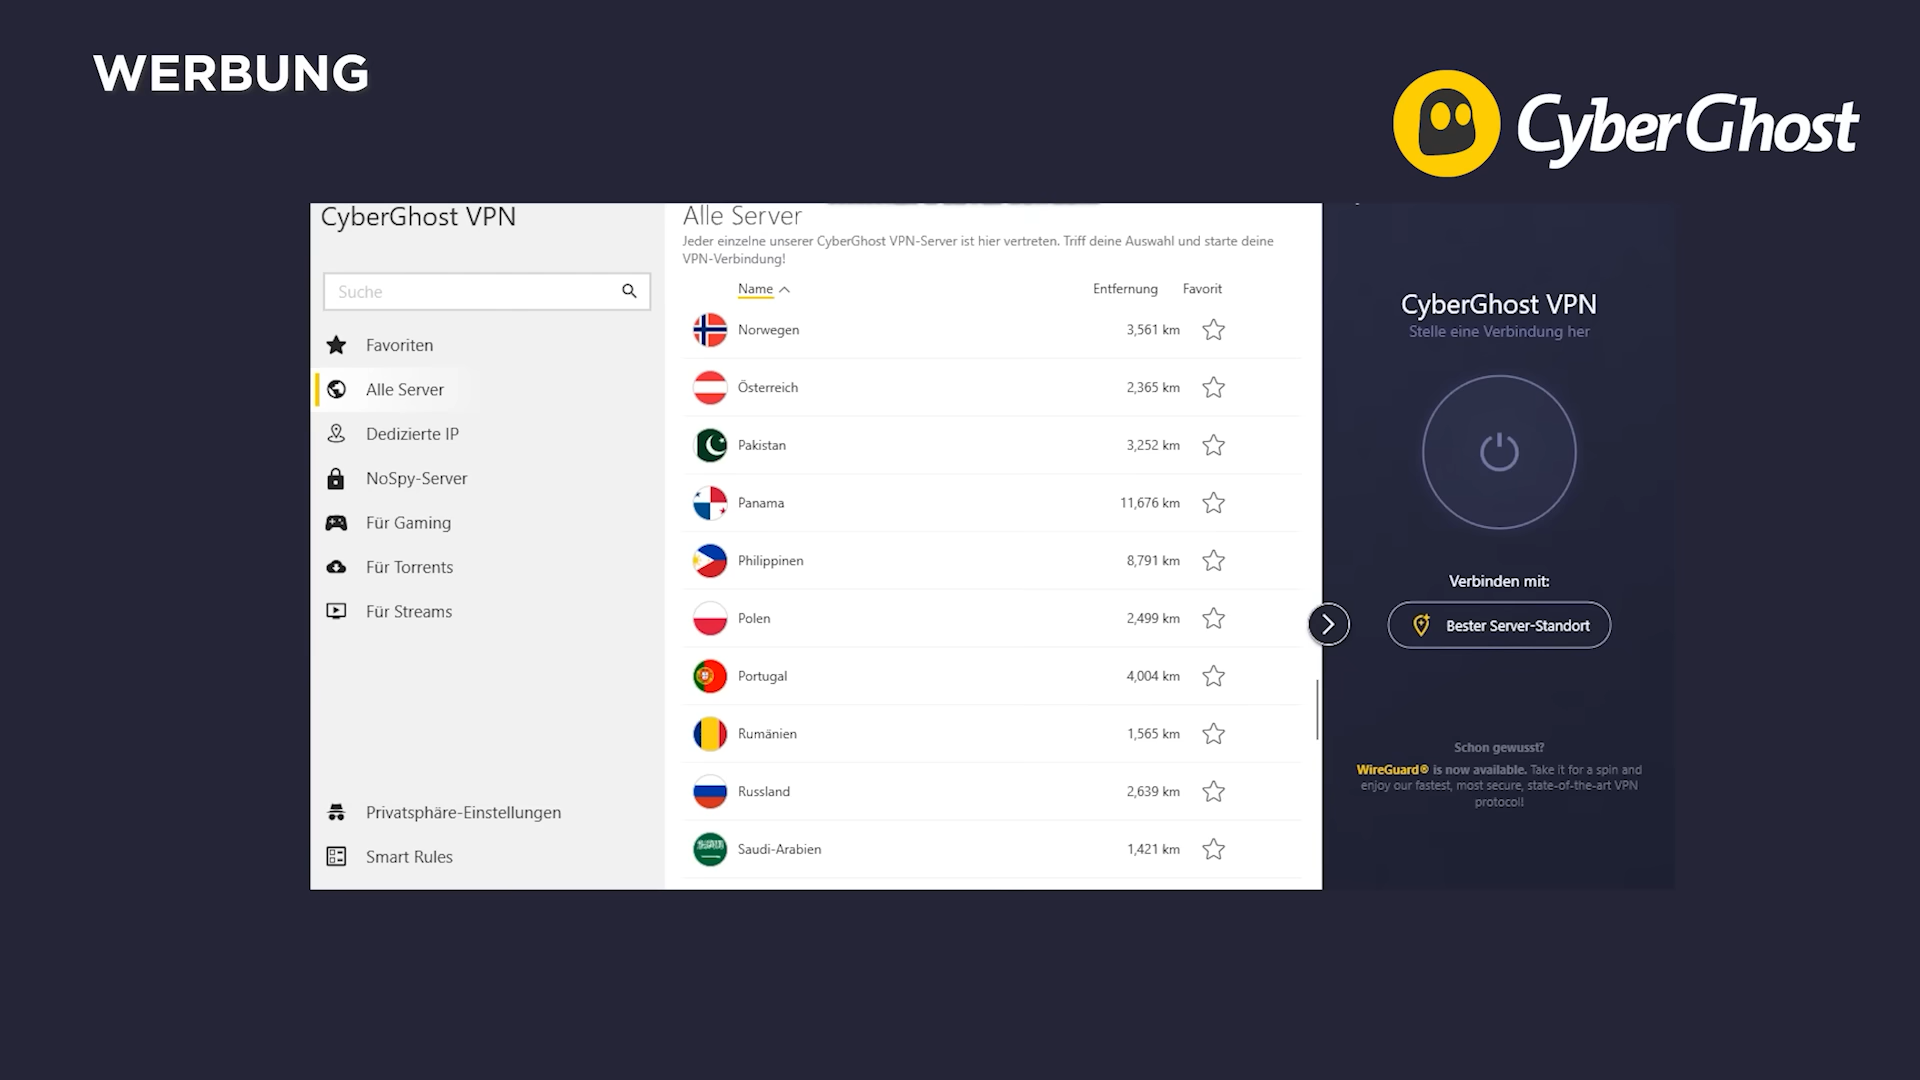 WERBUNG
CyberGhost
CyberGhost VPN
Suche
Favoriten
Alle Server
Dedizierte IP
NoSpy-Server
Für Gaming
Für Torrents
Für Streams
Privatsphäre-Einstellungen
Smart Rules
Alle Server
Jeder einzelne unserer CyberGhost VPN-Server ist hier vertreten. Triff deine Auswahl und starte deine
VPN-Verbindung!
Name Entfernung Favorit
Norwegen 3,561 km
Österreich 2,365 km
Pakistan 3,252 km
Panama 11,676 km
Philippinen 8,791 km
Polen 2,499 km
Portugal 4,004 km
Rumänien 1,565 km
Russland 2,639 km
Saudi-Arabien 1,421 km
CyberGhost VPN
Stelle eine Verbindung her
Verbinden mit:
Bester Server-Standort
Schon gewusst?
WireGuard® is now available. Take it for a spin and
enjoy our fastest, most secure, state-of-the-art VPN
protocol!